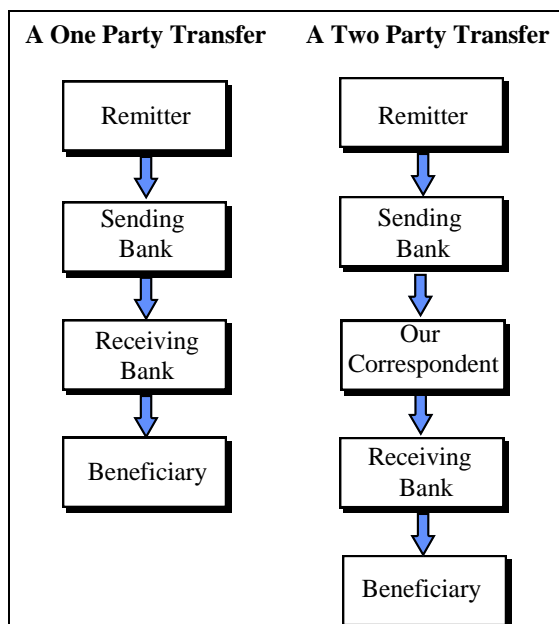 A One Party Transfer
Remitter
Sending
Bank
Receiving
Bank
Beneficiary
A Two Party Transfer
Remitter
Sending
Bank
Our
Correspondent
Receiving
Bank
Beneficiary